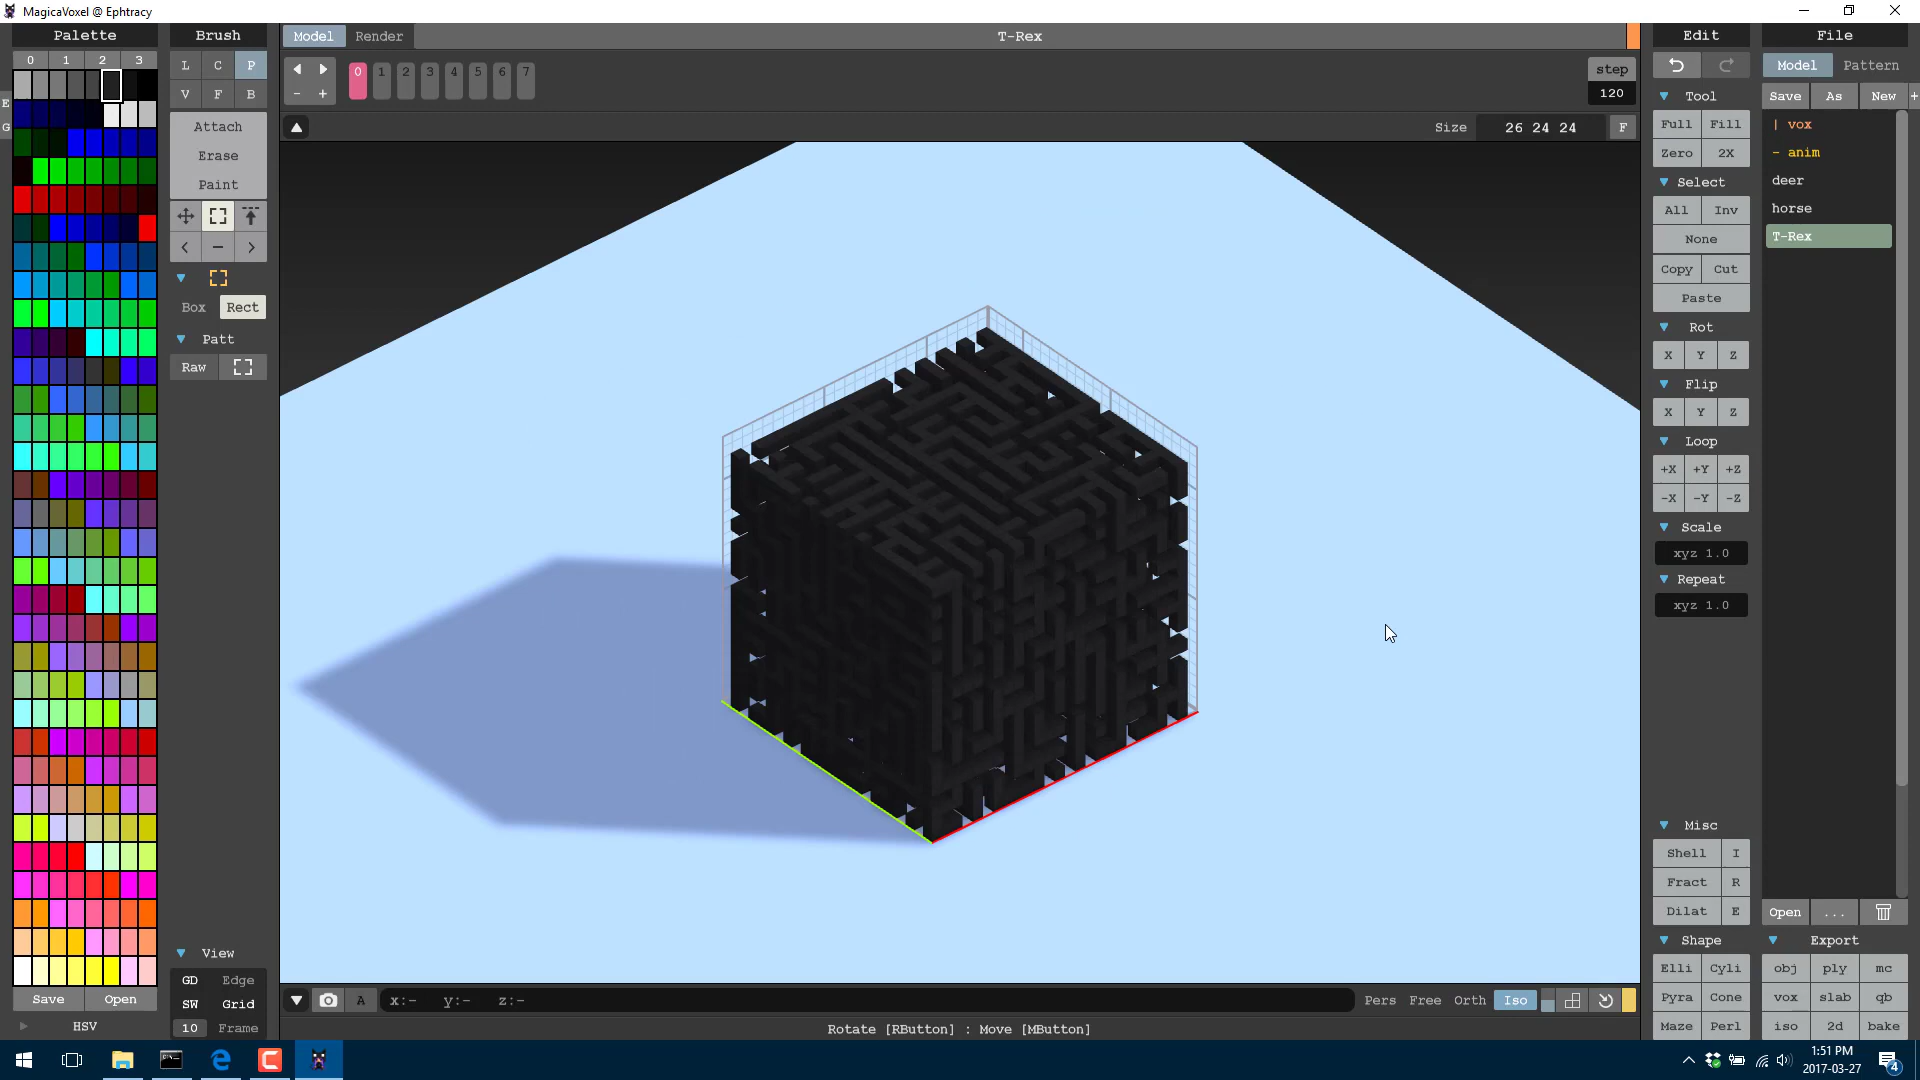 MagicaVoxel @ Ephtracy
Palette
Brush
Model Render
T-Rex
Edit
File
0 1 2 3
L C P
V F B
Attach
Erase
Paint
Box Rect
Patt
Raw
View
GD Edge
SW Grid
10 Frame
E
G
Save Open
HSV
0 1 2 3 4 5 6 7
- +
step
120
Size 26 24 24 F
A x:- y:- z:-
Pers Free Orth Iso
Rotate [RButton] : Move [MButton]
Tool
Full Fill
Zero 2X
Select
All Inv
None
Copy Cut
Paste
Rot
X Y Z
Flip
X Y Z
Loop
+X +Y +Z
-X -Y -Z
Scale
xyz 1.0
Repeat
xyz 1.0
Misc
Shell I
Fract R
Dilat E
Shape
Elli Cyli
Pyra Cone
Maze Perl
Model Pattern
Save As New +
| vox
- anim
deer
horse
T-Rex
Open ...
Export
obj ply mc
vox slab qb
iso 2d bake
1:51 PM
2017-03-27
4